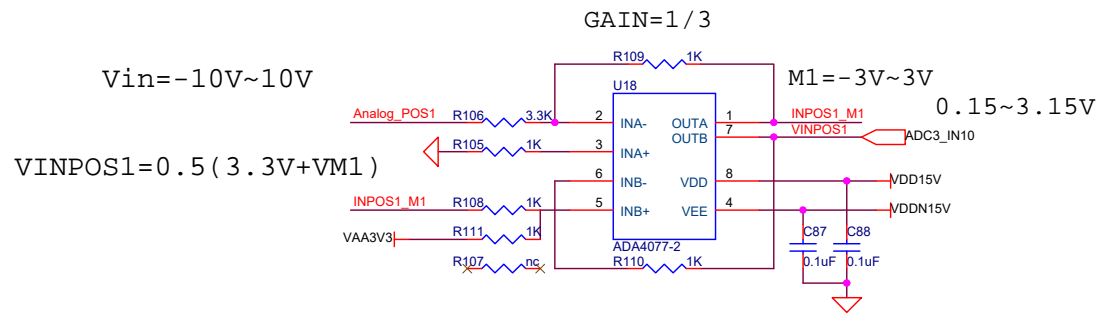 GAIN=1/3
R109 1K
Vin=-10V~10V
U18
M1=-3V~3V
0.15~3.15V
Analog_POS1 R106 3.3K 2 INA- OUTA 1 INPOS1_M1
OUTB 7 VINPOS1 ADC3_IN10
R105 1K 3 INA+
VINPOS1=0.5(3.3V+VM1)
6 INB- VDD 8 VDD15V
INPOS1_M1 R108 1K 5 INB+ VEE 4 VDDN15V
VAA3V3 R111 1K
C87 C88
ADA4077-2
R107 nc R110 1K 0.1uF 0.1uF